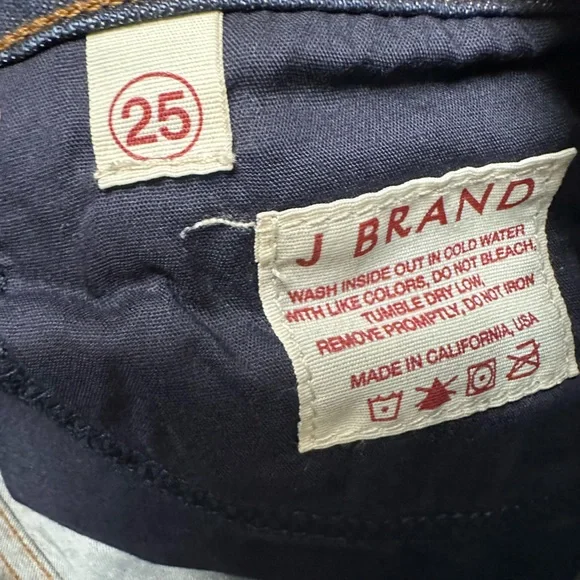 25
J BRAND
WASH INSIDE OUT IN COLD WATER
WITH LIKE COLORS, DO NOT BLEACH,
TUMBLE DRY LOW,
REMOVE PROMPTLY, DO NOT IRON
MADE IN CALIFORNIA, USA